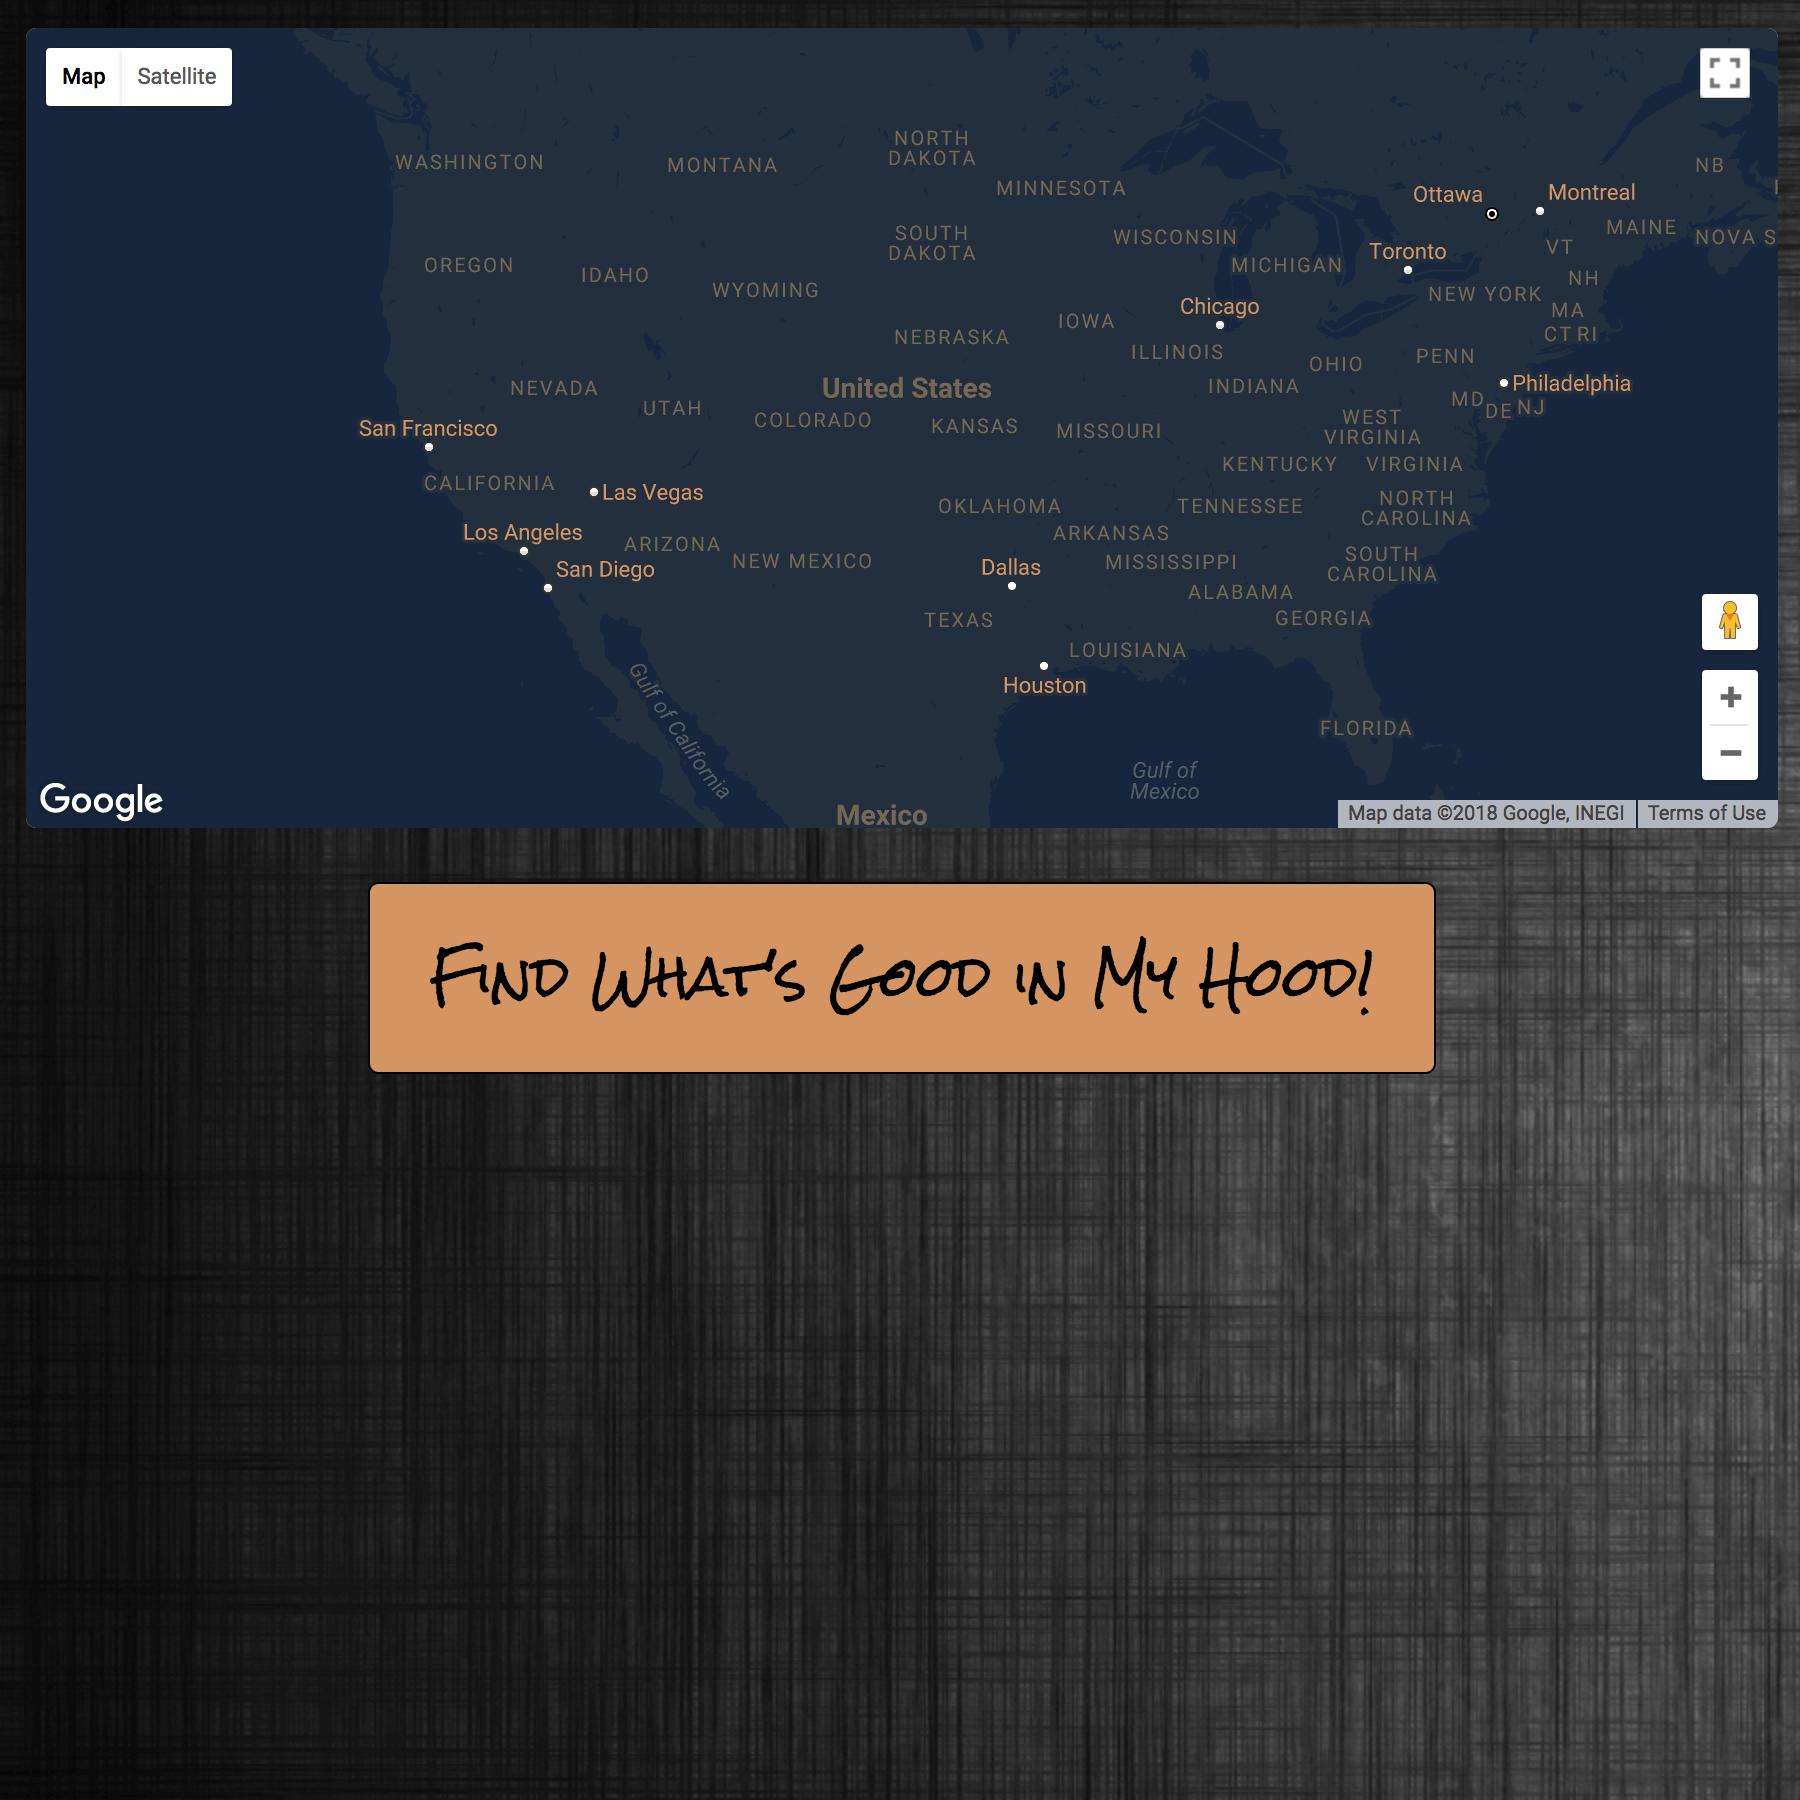 Map Satellite
WASHINGTON
MONTANA
NORTH
DAKOTA
MINNESOTA
NB
Ottawa
Montreal
MAINE
NOVA S
SOUTH
DAKOTA
WISCONSIN
VT
Toronto
OREGON
IDAHO
MICHIGAN
NH
WYOMING
NEW YORK
Chicago
MA
IOWA
CT RI
NEBRASKA
ILLINOIS
OHIO
PENN
United States
INDIANA
Philadelphia
NEVADA
MD
UTAH
DE NJ
COLORADO
KANSAS
MISSOURI
WEST
VIRGINIA
San Francisco
KENTUCKY
VIRGINIA
CALIFORNIA
Las Vegas
OKLAHOMA
TENNESSEE
NORTH
CAROLINA
Los Angeles
ARIZONA
ARKANSAS
NEW MEXICO
MISSISSIPPI
SOUTH
CAROLINA
San Diego
Dallas
ALABAMA
TEXAS
GEORGIA
LOUISIANA
Houston
Gulf of California
FLORIDA
Gulf of
Mexico
Google
Mexico
Map data ©2018 Google, INEGI Terms of Use
Find What's Good in My Hood!